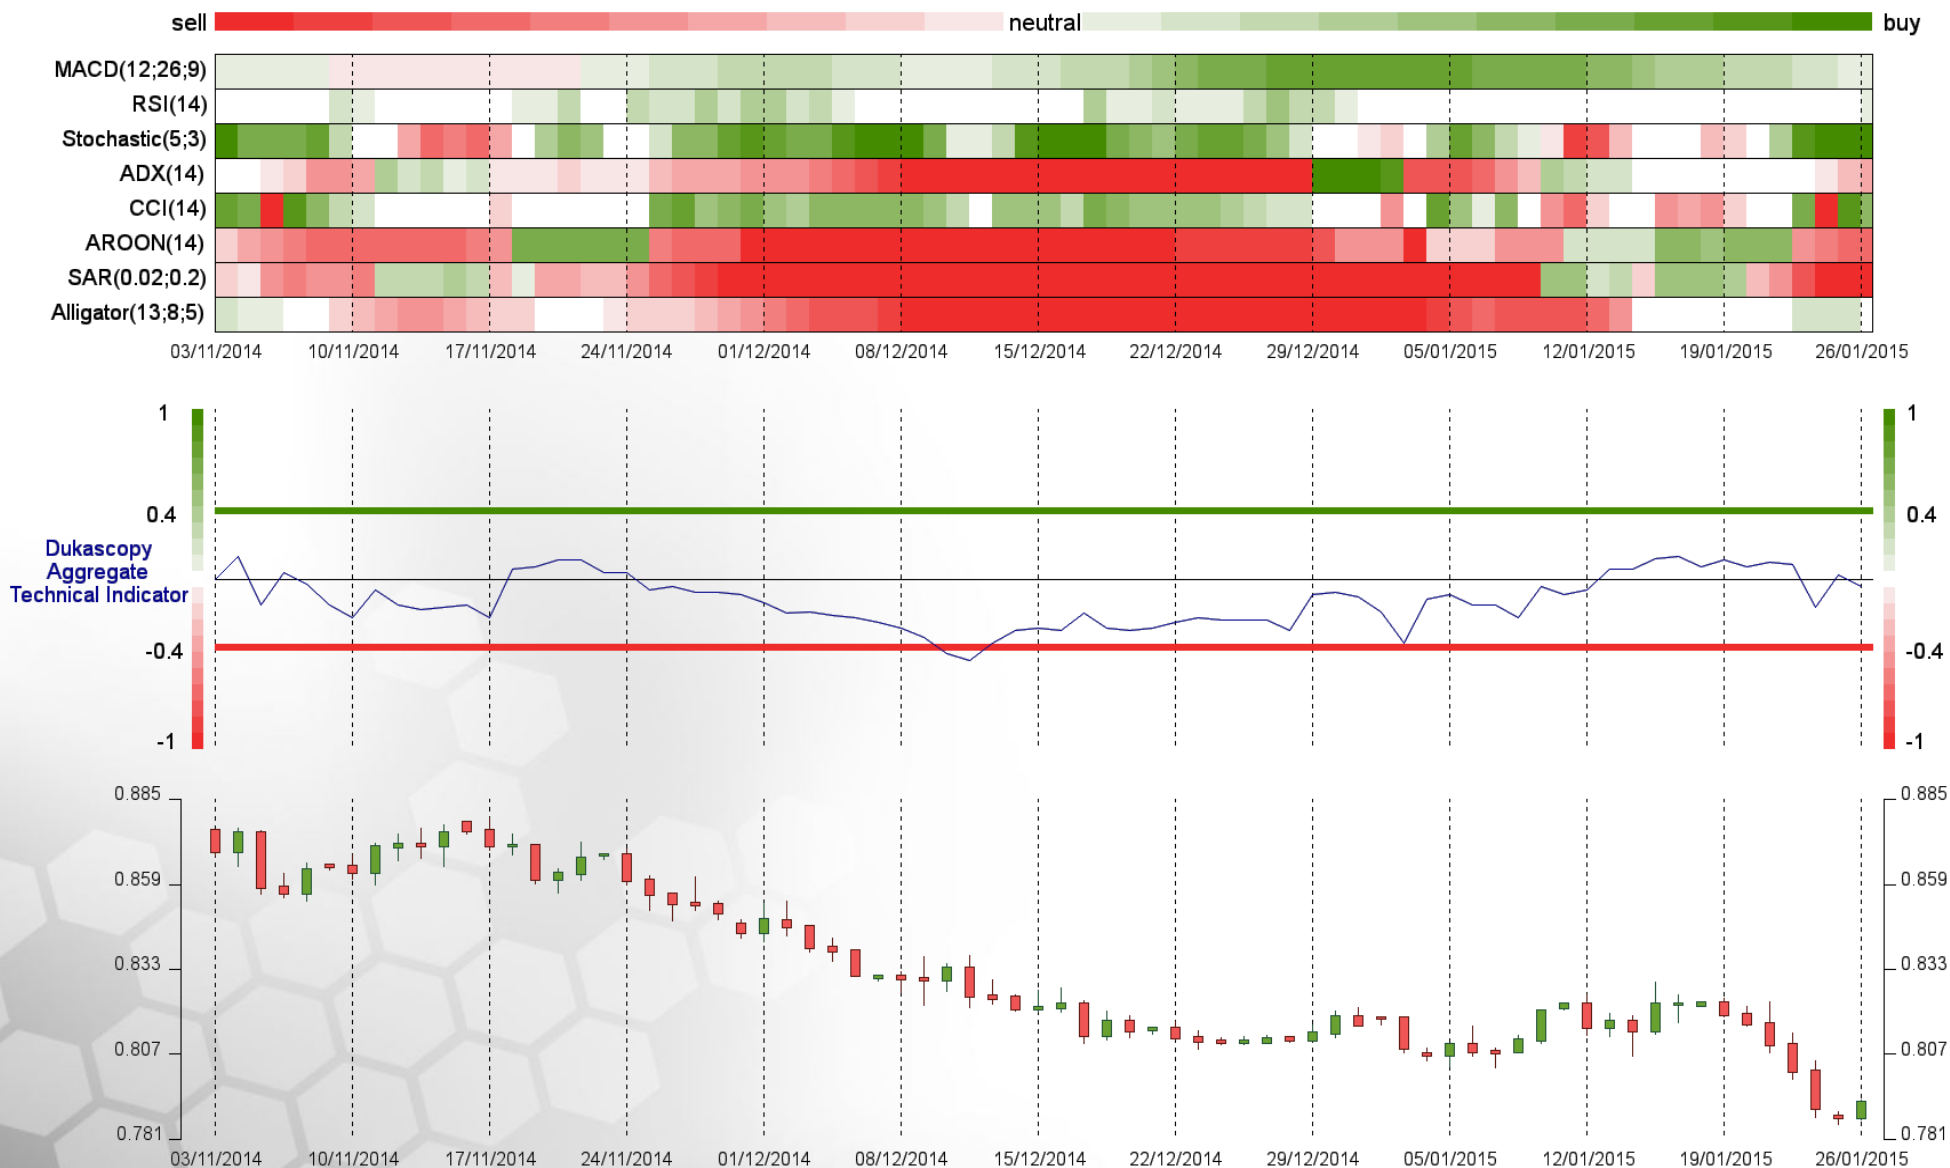 sell neutral buy
MACD(12;26;9)
RSI(14)
Stochastic(5;3)
ADX(14)
CCI(14)
AROON(14)
SAR(0.02;0.2)
Alligator(13;8;5)
03/11/2014 10/11/2014 17/11/2014 24/11/2014 01/12/2014 08/12/2014 15/12/2014 22/12/2014 29/12/2014 05/01/2015 12/01/2015 19/01/2015 26/01/2015
1 1
0.4 0.4
Dukascopy
Aggregate
Technical Indicator
-0.4 -0.4
-1 -1
0.885 0.885
0.859 0.859
0.833 0.833
0.807 0.807
0.781 0.781
03/11/2014 10/11/2014 17/11/2014 24/11/2014 01/12/2014 08/12/2014 15/12/2014 22/12/2014 29/12/2014 05/01/2015 12/01/2015 19/01/2015 26/01/2015